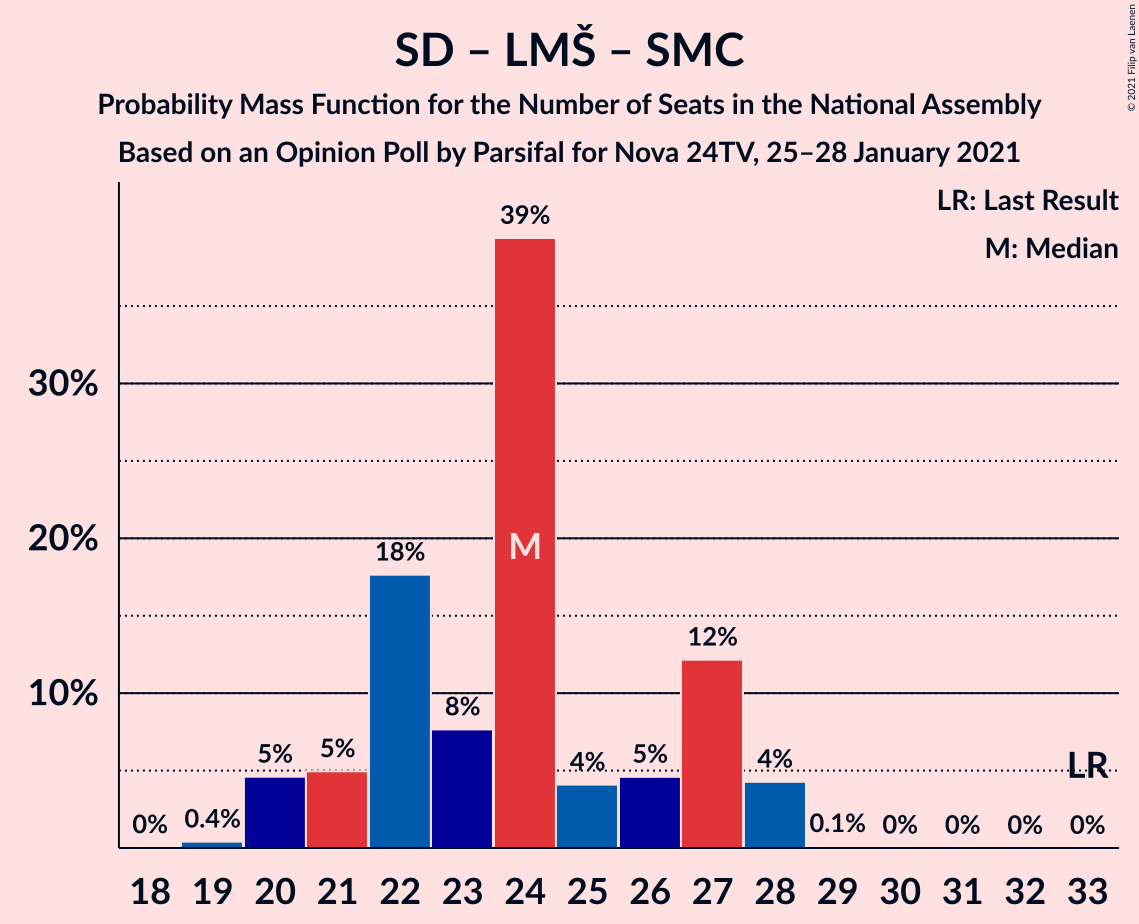 SD – LMŠ – SMC
Probability Mass Function for the Number of Seats in the National Assembly
Based on an Opinion Poll by Parsifal for Nova 24TV, 25–28 January 2021
© 2021 Filip van Laenen
LR: Last Result
M: Median
39%
30%
20%
M
18%
12%
10%
8%
5%
5%
4%
5%
4%
LR
0%
0.4%
0.1%
0%
0%
0%
0%
18 19 20 21 22 23 24 25 26 27 28 29 30 31 32 33